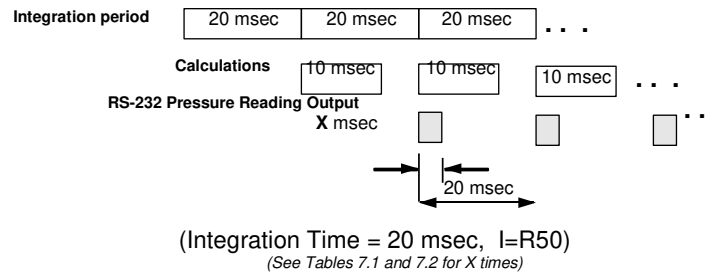 Integration period 20 msec 20 msec 20 msec . . .
Calculations 10 msec 10 msec 10 msec . . .
RS-232 Pressure Reading Output
X msec . .
20 msec
(Integration Time = 20 msec, I=R50)
(See Tables 7.1 and 7.2 for X times)